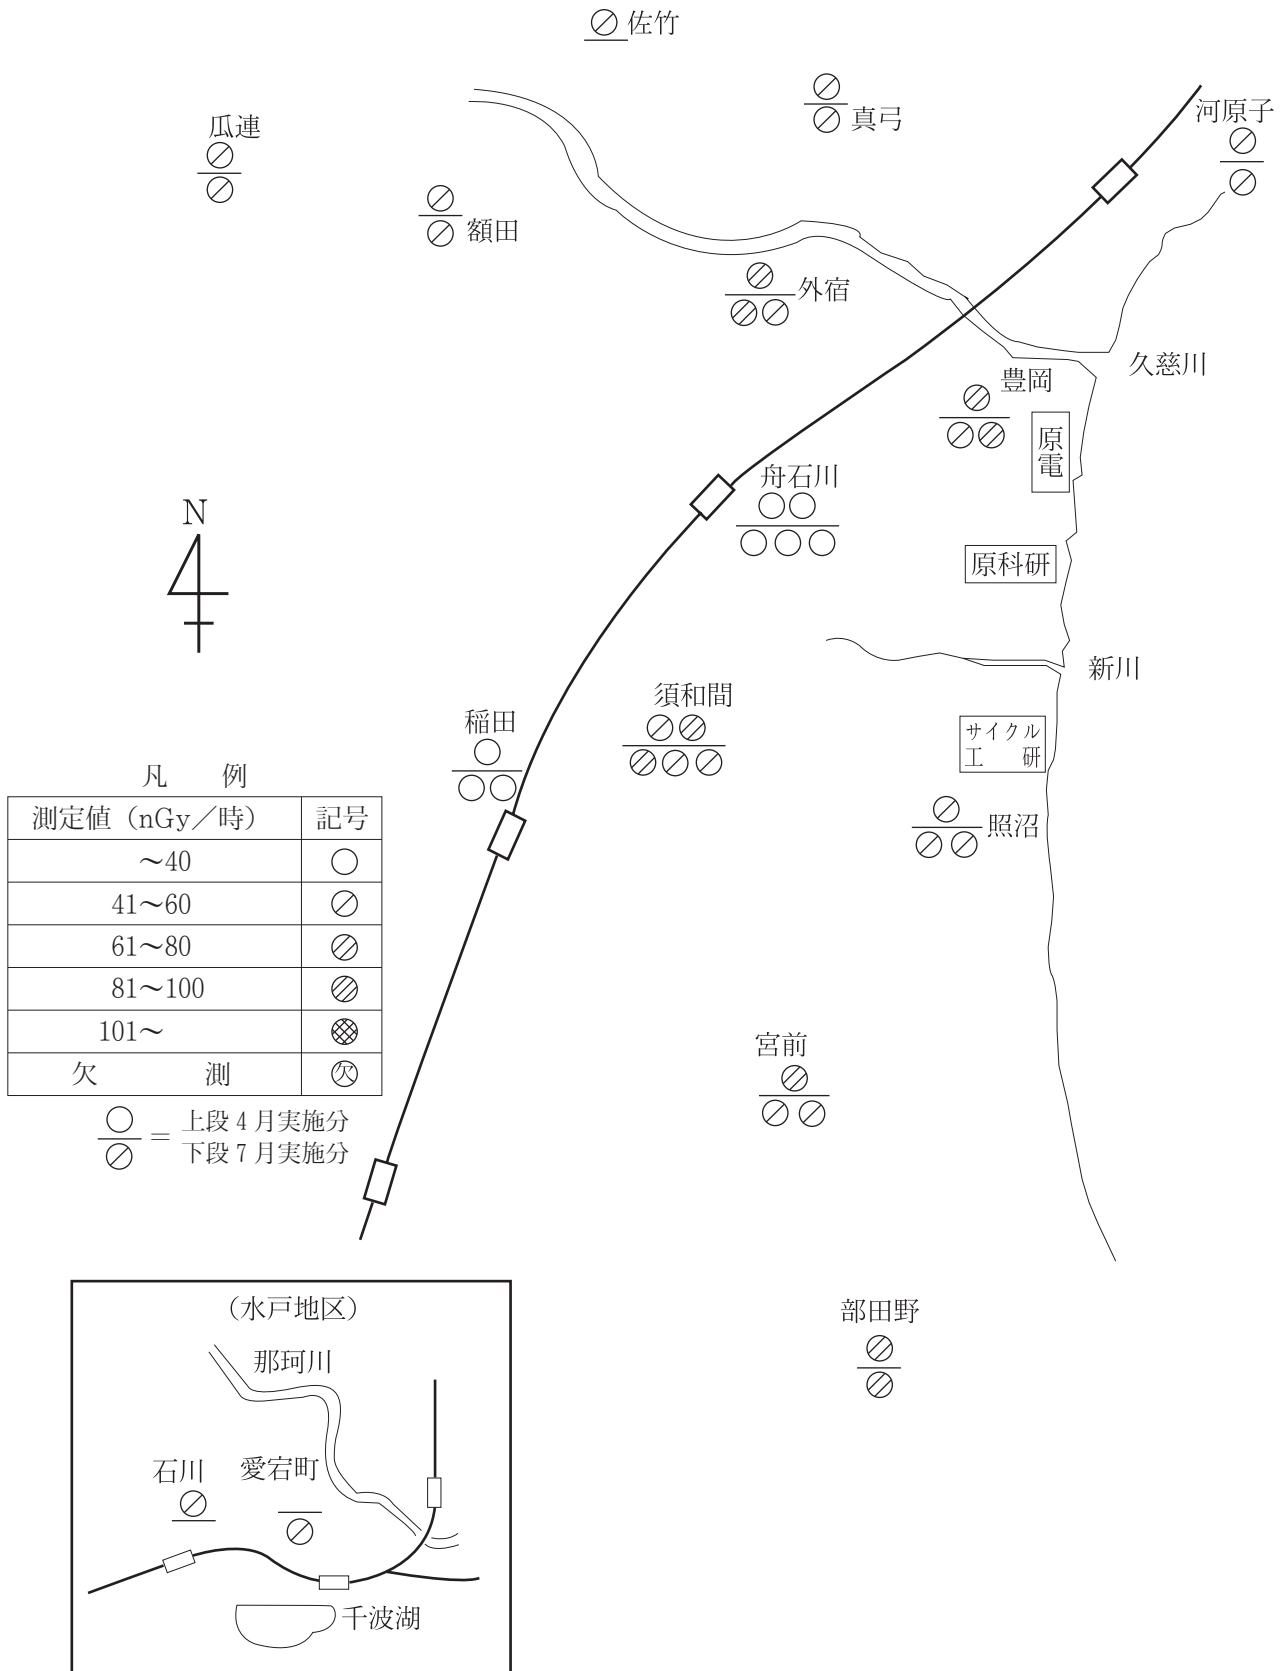 佐竹
真弓
河原子
瓜連
額田
外宿
久慈川
豊岡
原電
舟石川
N
原科研
新川
須和間
稲田
サイクル
工 研
凡 例
測定値（nGy／時） 記号
～40
41～60
照沼
61～80
81～100
101～
欠 測 欠
宮前
= 上段 4 月実施分
下段 7 月実施分
（水戸地区）
部田野
那珂川
石川
愛宕町
千波湖